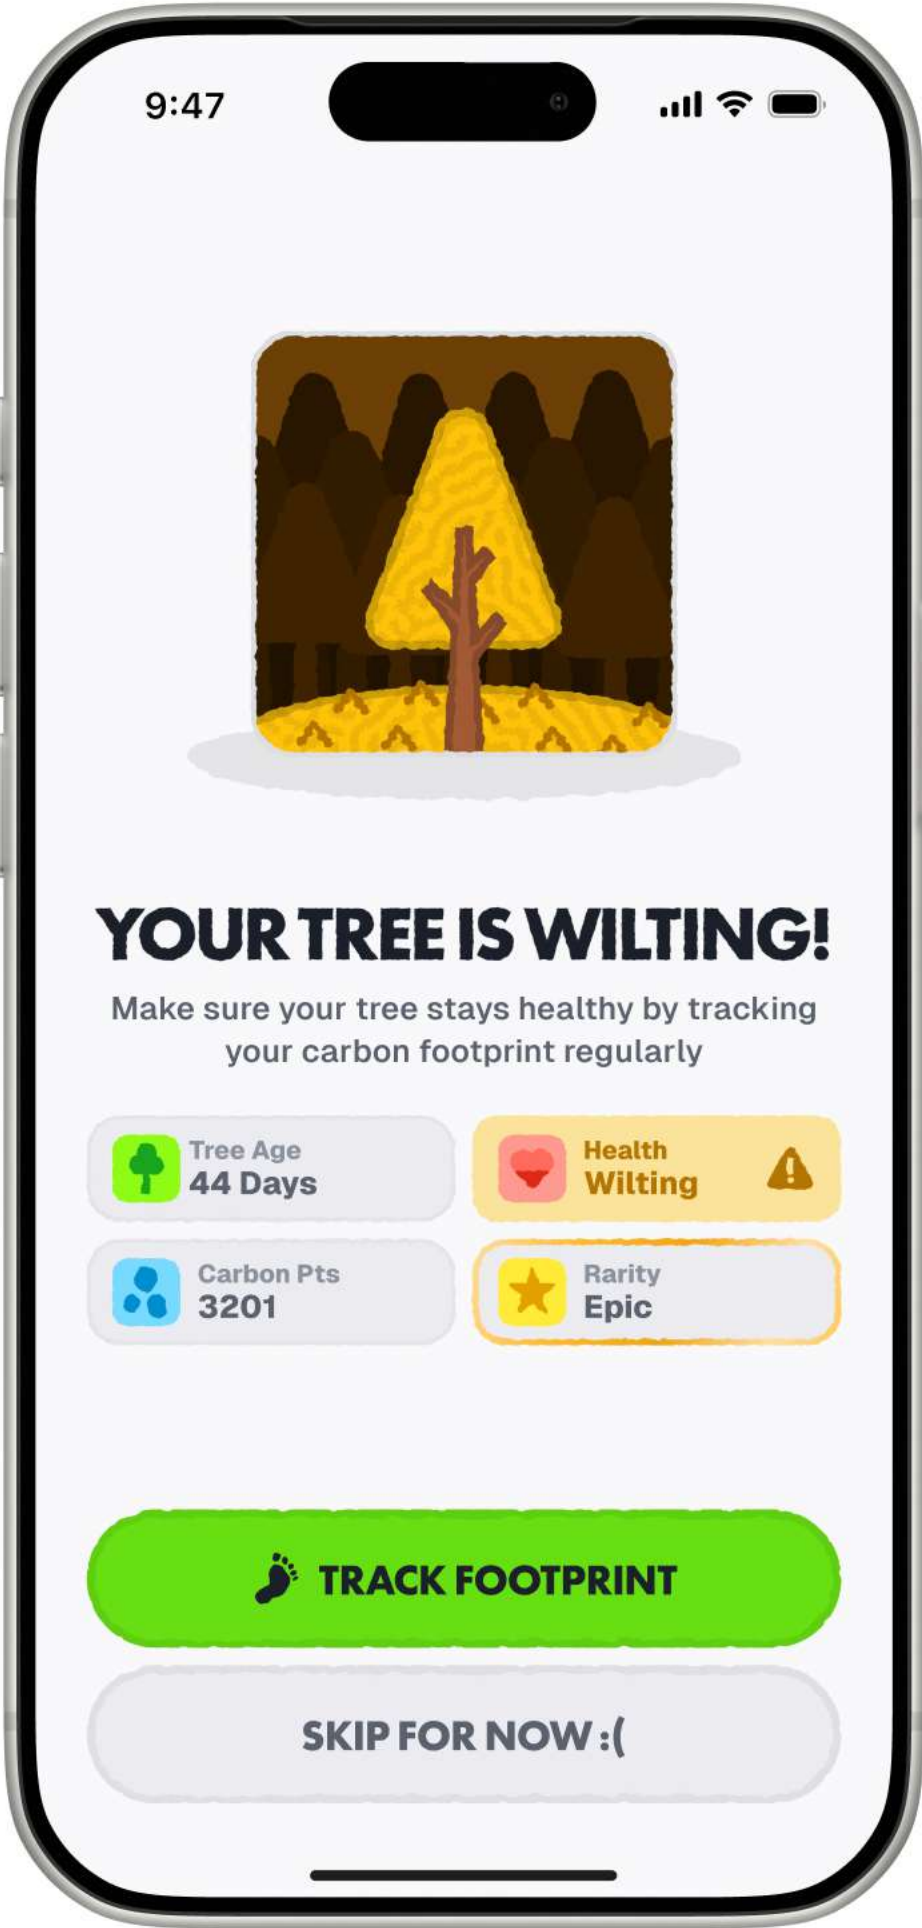 9:47
YOUR TREE IS WILTING!
Make sure your tree stays healthy by tracking
your carbon footprint regularly
Tree Age
44 Days
Health
Wilting
Carbon Pts
3201
Rarity
Epic
TRACK FOOTPRINT
SKIP FOR NOW :(